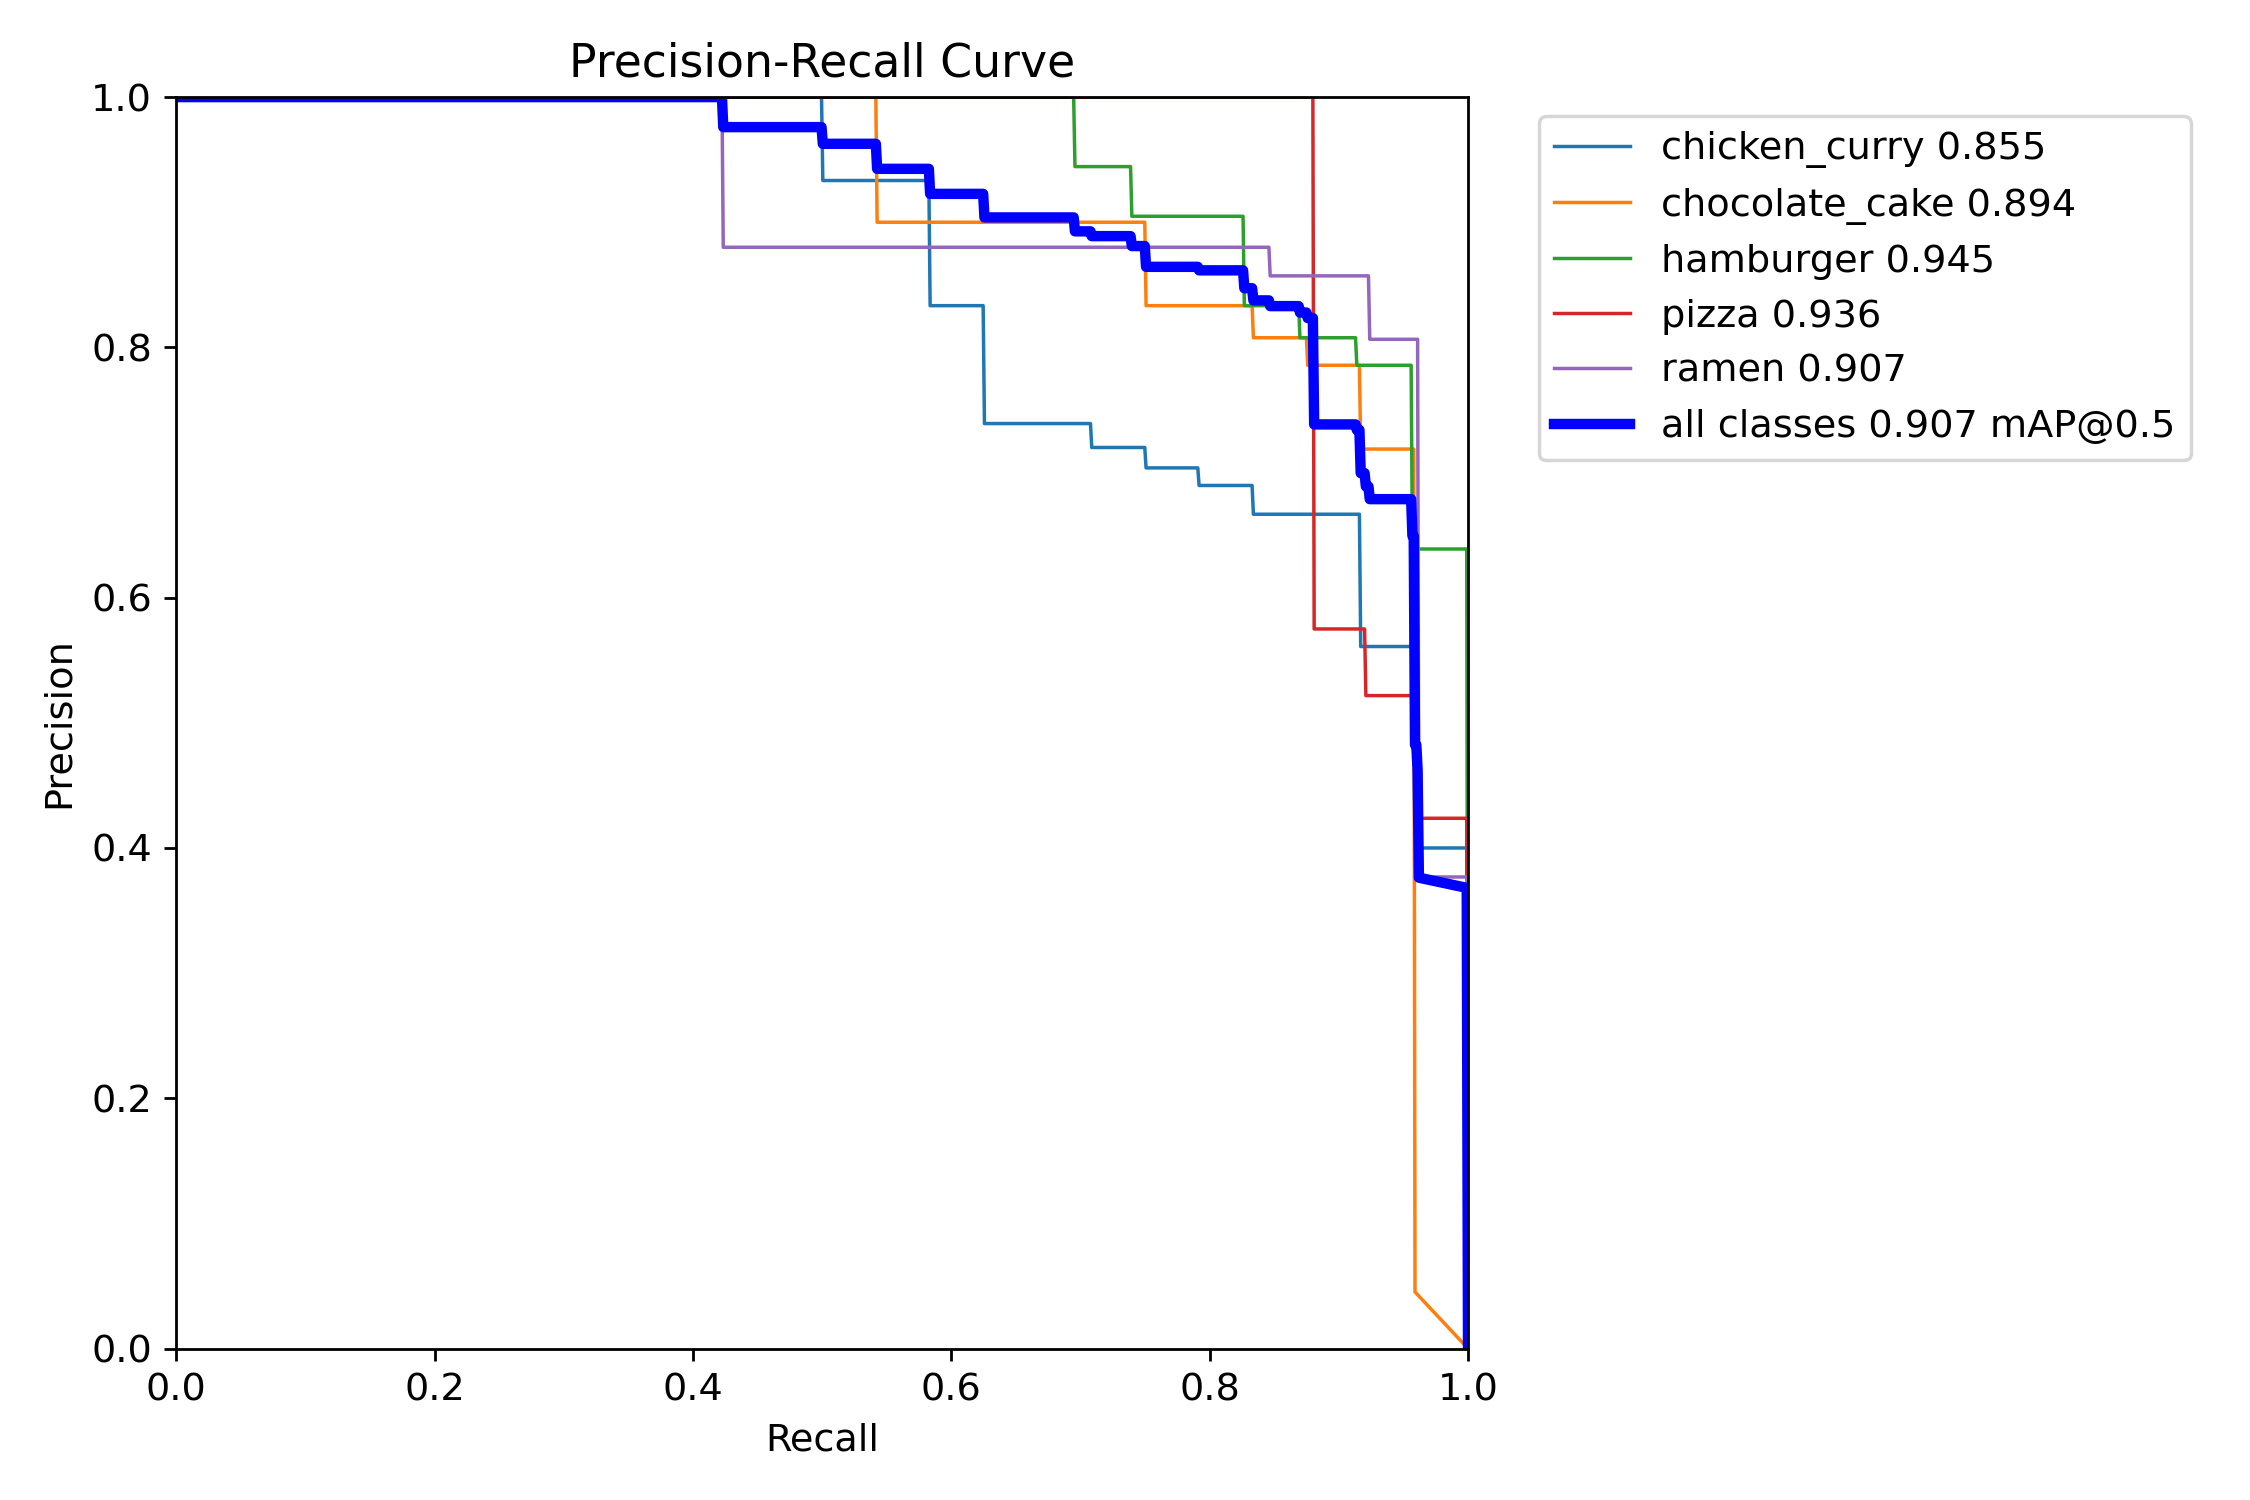 Precision-Recall Curve
1.0
0.8
0.6
0.4
0.2
0.0
Precision
0.0 0.2 0.4 0.6 0.8 1.0
Recall
chicken_curry 0.855
chocolate_cake 0.894
hamburger 0.945
pizza 0.936
ramen 0.907
all classes 0.907 mAP@0.5